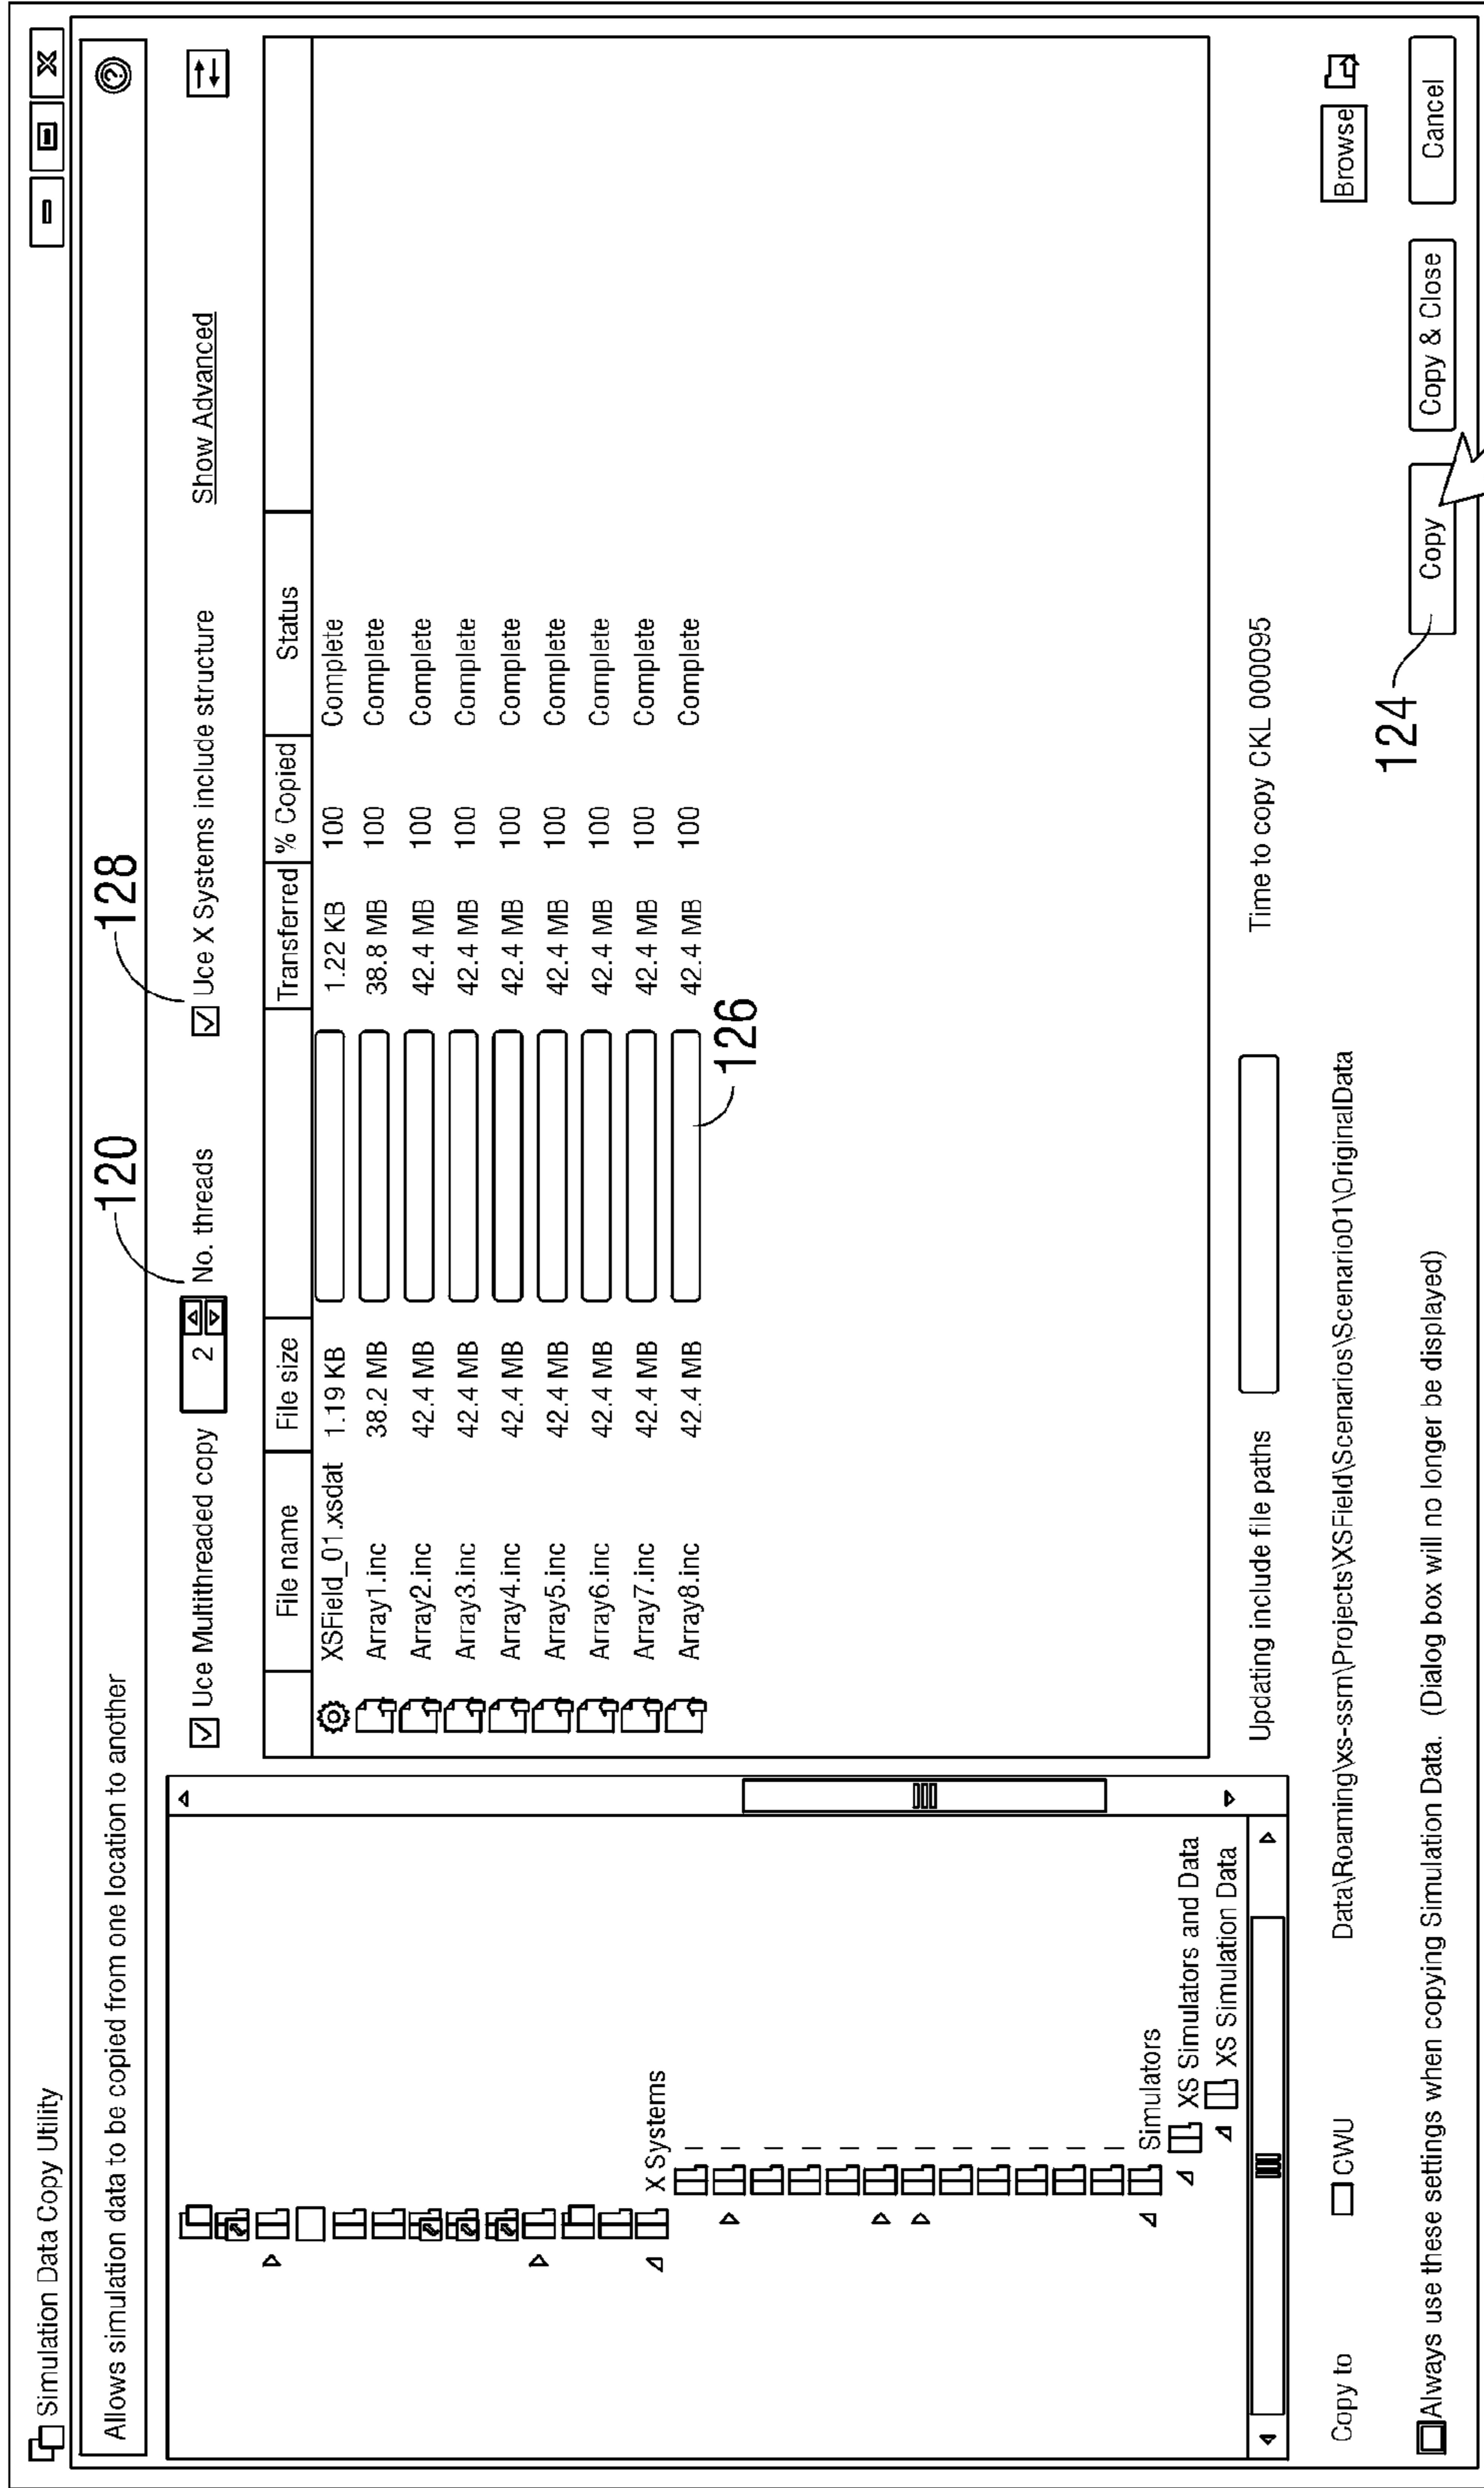 Simulation Data Copy Utility
Allows simulation data to be copied from one location to another
120
128
Uce Multithreaded copy 2 No. threads Uce X Systems include structure Show Advanced
File name File size Transferred % Copied Status
XSField_01.xsdat 1.19 KB 1.22 KB 100 Complete
Array1.inc 38.2 MB 38.8 MB 100 Complete
Array2.inc 42.4 MB 42.4 MB 100 Complete
Array3.inc 42.4 MB 42.4 MB 100 Complete
Array4.inc 42.4 MB 42.4 MB 100 Complete
Array5.inc 42.4 MB 42.4 MB 100 Complete
Array6.inc 42.4 MB 42.4 MB 100 Complete
Array7.inc 42.4 MB 42.4 MB 100 Complete
Array8.inc 42.4 MB 42.4 MB 100 Complete
126
X Systems
Simulators
XS Simulators and Data
XS Simulation Data
Updating include file paths Time to copy CKL 000095
Copy to CWU Data\Roaming\xs-ssm\Projects\XSField\Scenarios\Scenario01\OriginalData Browse
124
Always use these settings when copying Simulation Data. (Dialog box will no longer be displayed) Copy Copy & Close Cancel